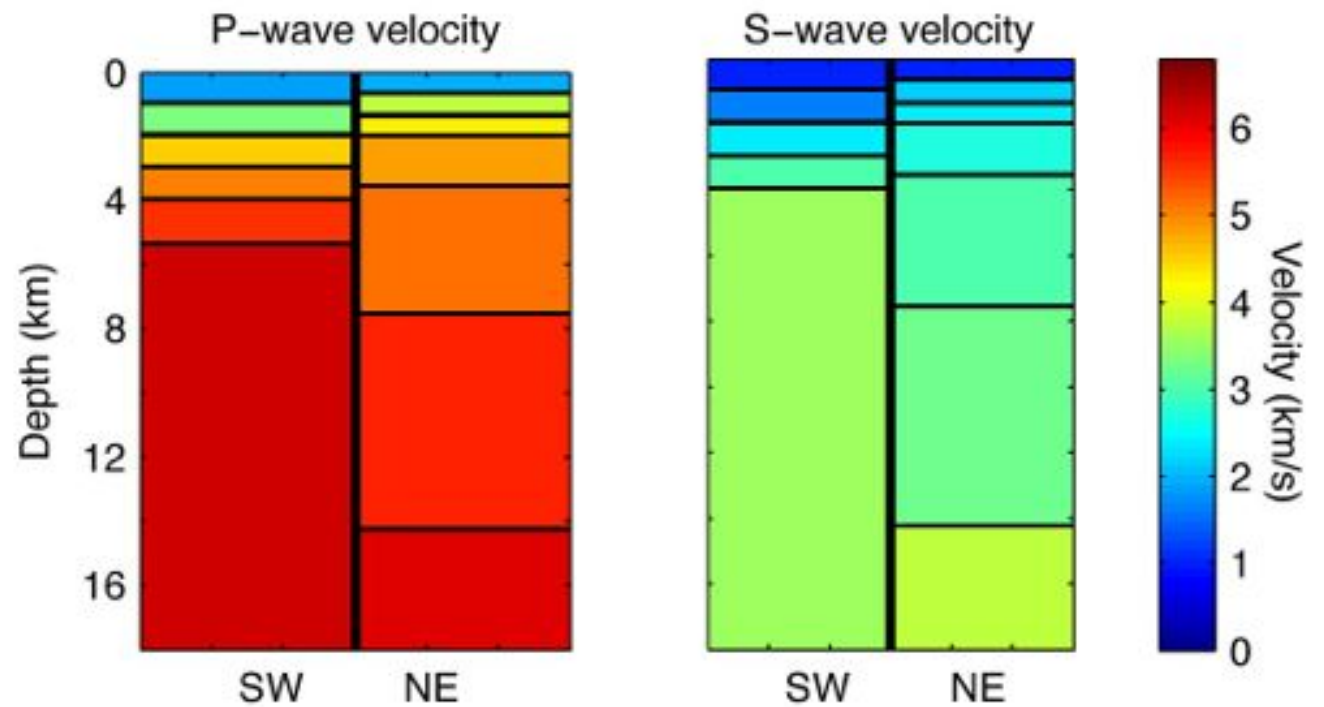 P-wave velocity
S-wave velocity
0
4
8
12
16
Depth (km)
SW
NE
SW
NE
6
5
4
3
2
1
0
Velocity (km/s)